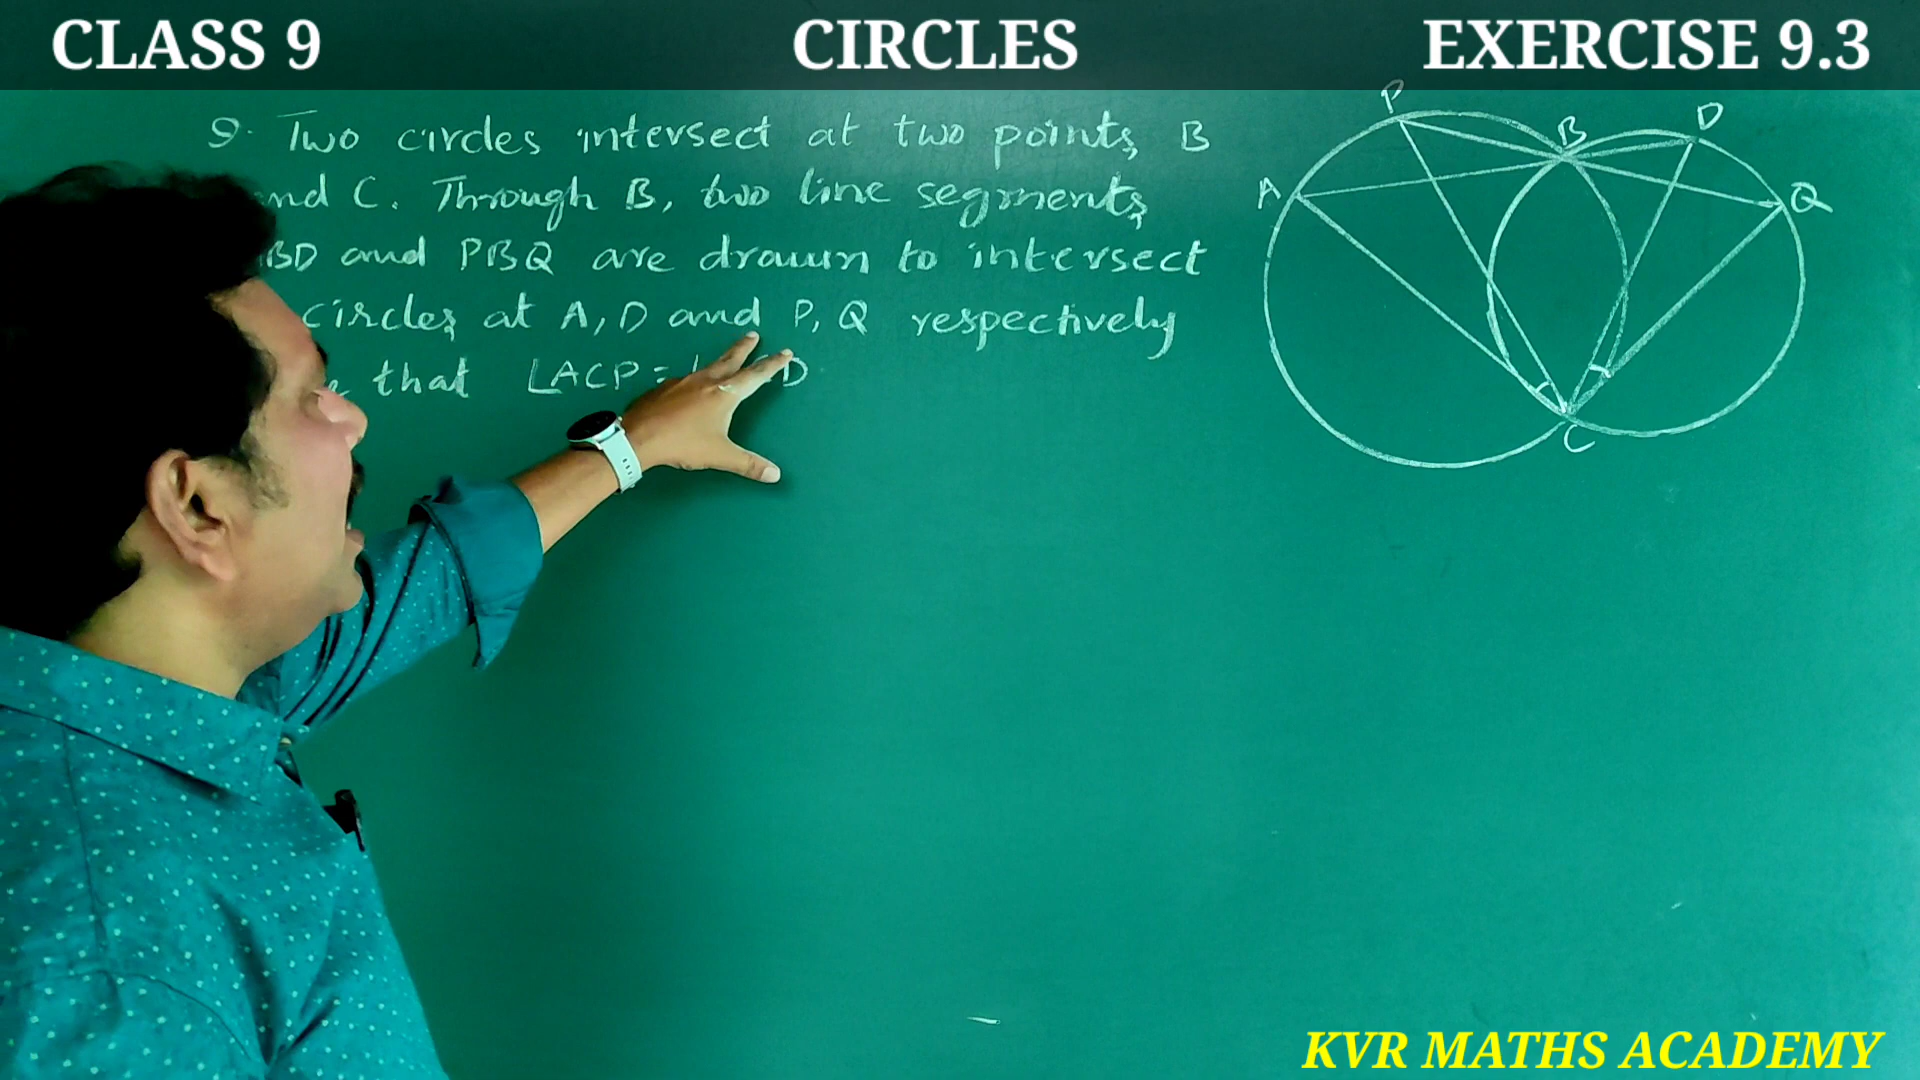 CLASS 9 CIRCLES EXERCISE 9.3
9. Two circles intersect at two points B
and C. Through B, two line segments
BD and PBQ are drawn to intersect
circles at A, D and P, Q respectively
that ∠ACP = D
P
B
D
A
Q
C
KVR MATHS ACADEMY